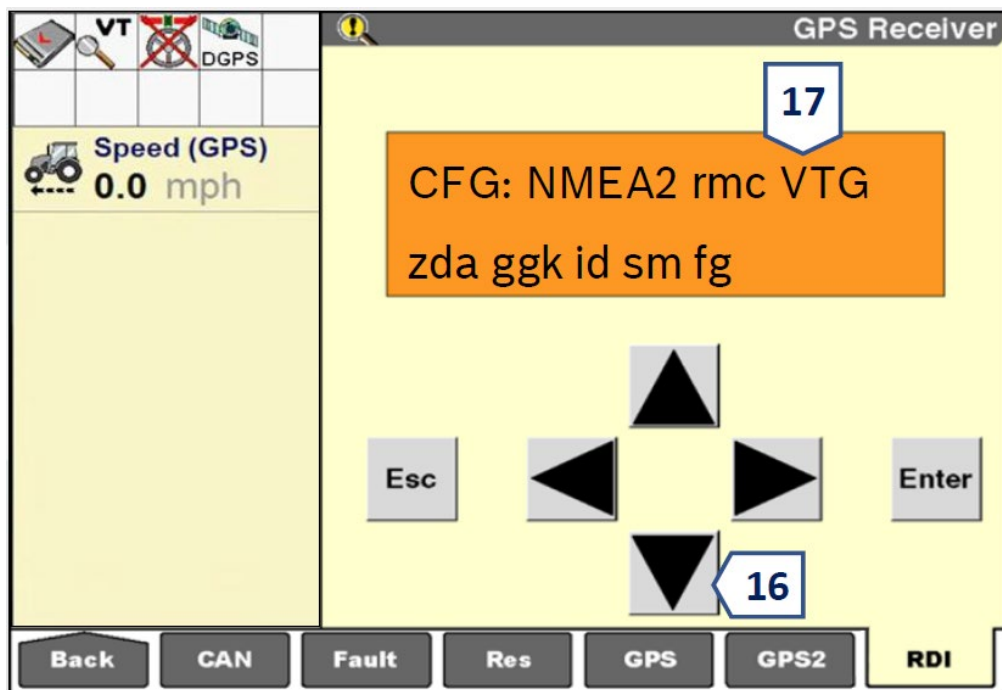 VT
DGPS
GPS Receiver
Speed (GPS)
0.0 mph
17
CFG: NMEA2 rmc VTG
zda ggk id sm fg
Esc
Enter
16
Back
CAN
Fault
Res
GPS
GPS2
RDI